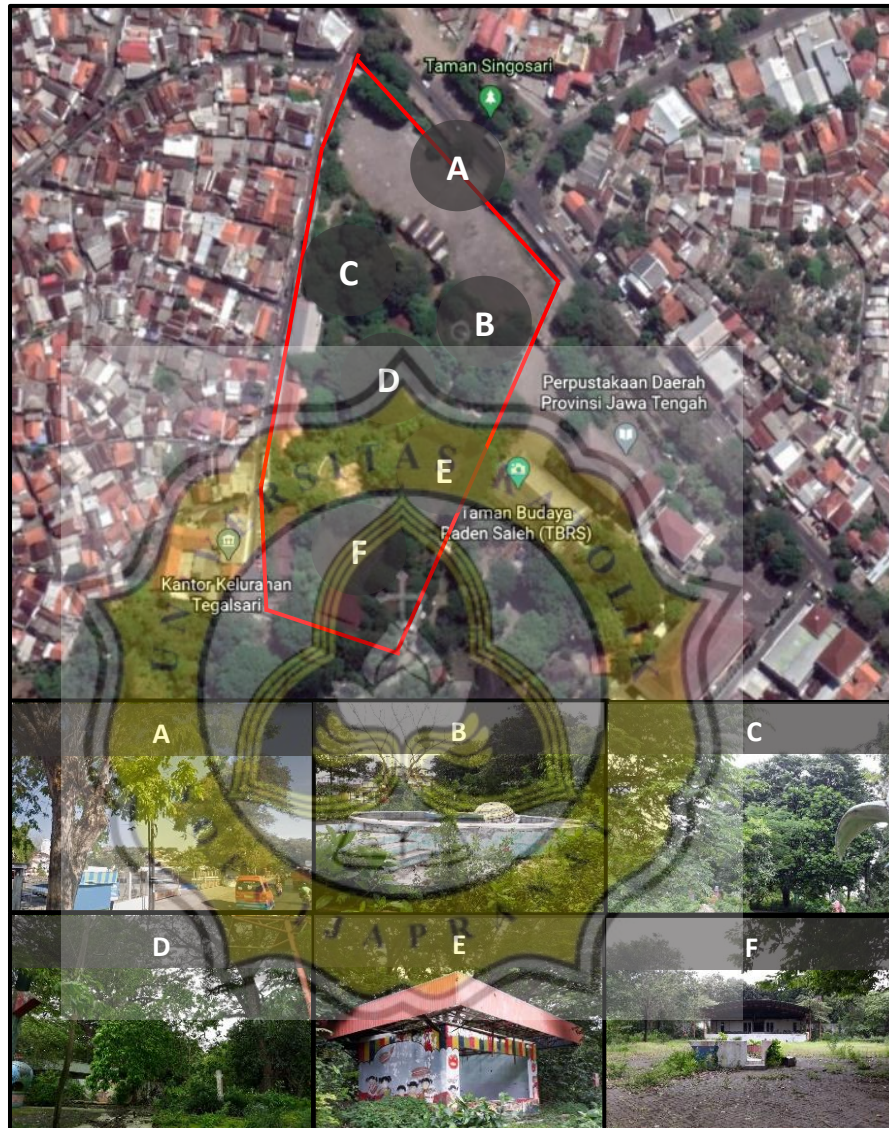 Taman Singosari
A
C
B
D
Perpustakaan Daerah
Provinsi Jawa Tengah
E
Taman Budaya
Raden Saleh (TBRS)
F
Kantor Kelurahan
Tegalsari
A
B
C
D
E
F